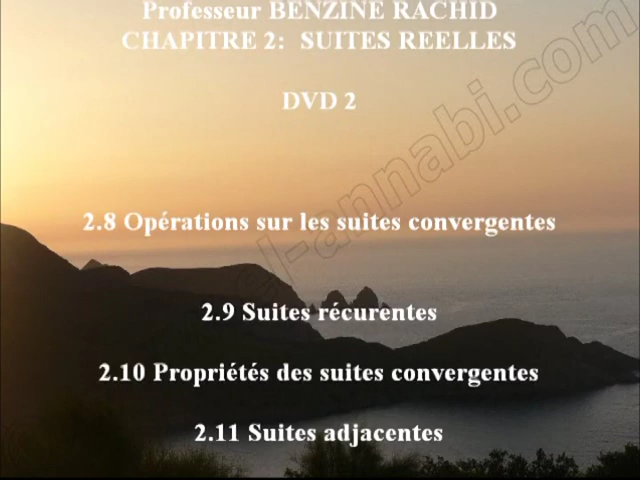 Professeur BENZINE RACHID
CHAPITRE 2: SUITES REELLES
DVD 2
2.8 Opérations sur les suites convergentes
2.9 Suites récurentes
2.10 Propriétés des suites convergentes
2.11 Suites adjacentes
el-annabi.com